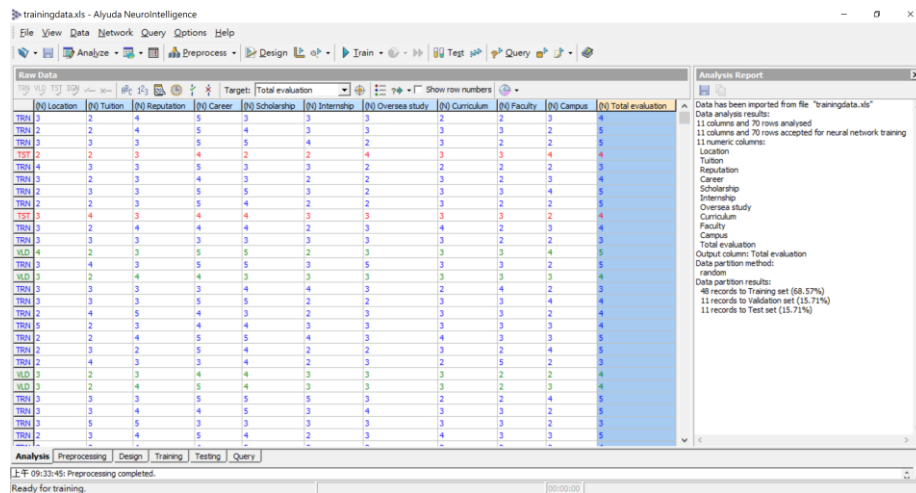 trainingdata.xls - Alyuda NeuroIntelligence
File View Data Network Query Options Help
Analyze Preprocess Design Train Test Query
Raw Data
TRN VLD TST IGN Target: Total evaluation Show row numbers
(N) Location (N) Tuition (N) Reputation (N) Career (N) Scholarship (N) Internship (N) Oversea study (N) Curriculum (N) Faculty (N) Campus (N) Total evaluation
TRN 3 2 4 5 3 3 3 2 2 3 4
TRN 2 2 4 5 4 3 3 3 3 2 5
TRN 3 3 3 5 5 4 2 3 2 2 5
TST 2 2 3 4 2 2 4 3 3 4 4
TRN 4 3 3 5 3 3 2 2 2 2 3
TRN 3 2 3 4 3 2 2 3 2 3 4
TRN 2 3 3 5 5 3 2 3 3 4 5
TRN 2 2 3 5 4 2 2 3 2 2 5
TST 3 4 3 4 4 3 3 3 3 2 4
TRN 3 2 4 4 4 2 3 4 2 3 4
TRN 3 3 3 3 3 3 3 3 2 2 3
VLD 4 2 3 5 5 2 3 3 3 4 5
TRN 3 4 3 5 5 3 5 3 3 2 5
VLD 3 2 4 4 3 3 3 3 3 3 4
TRN 3 3 3 3 4 4 3 2 4 2 3
TRN 3 3 3 5 5 2 2 3 3 4 4
TRN 2 4 5 4 3 2 3 3 2 2 4
TRN 5 2 3 4 4 3 3 3 3 3 4
TRN 2 2 4 5 5 4 3 3 3 3 5
TRN 2 3 2 5 4 2 2 3 2 4 5
TRN 2 4 3 3 4 2 3 2 5 2 3
VLD 3 2 3 4 4 3 3 3 2 2 4
VLD 3 2 4 5 4 3 3 3 2 3 4
TRN 3 3 3 5 5 5 3 2 2 4 5
TRN 3 3 4 4 5 3 4 3 3 2 5
TRN 3 5 5 3 3 3 3 3 3 2 3
TRN 2 3 4 5 4 2 3 4 3 3 5
Analysis Preprocessing Design Training Testing Query
Analysis Report
Data has been imported from file "trainingdata.xls"
Data analysis results:
11 columns and 70 rows analysed
11 columns and 70 rows accepted for neural network training
11 numeric columns:
Location
Tuition
Reputation
Career
Scholarship
Internship
Oversea study
Curriculum
Faculty
Campus
Total evaluation
Output column: Total evaluation
Data partition method:
random
Data partition results:
48 records to Training set (68.57%)
11 records to Validation set (15.71%)
11 records to Test set (15.71%)
上午 09:33:45: Preprocessing completed.
Ready for training. 00:00:00